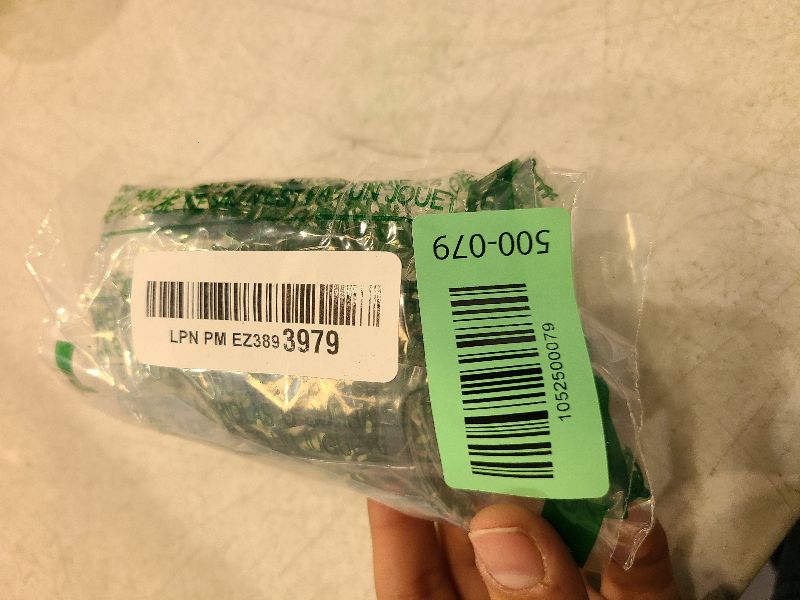 N'EST PAS UN JOUET
LPN PM EZ3893979
500-079
1052500079